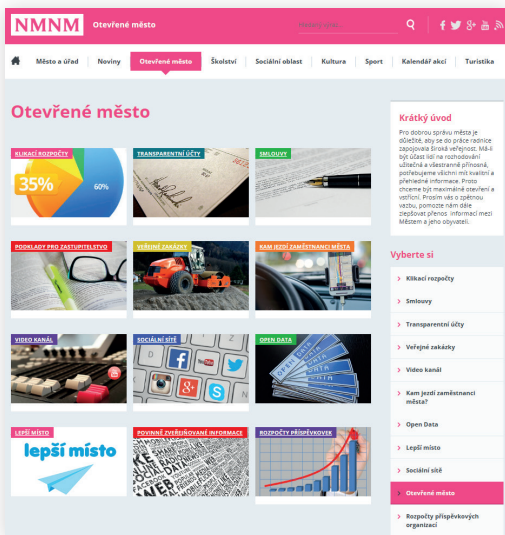 NMNM
Otevřené město
Město a úřad
Noviny
Otevřené město
Školství
Sociální oblast
Kultura
Sport
Kalendář akcí
Turistika
Otevřené město
KLIKACÍ ROZPOČTY
35%
60%
TRANSPARENTNÍ ÚČTY
SMLOUVY
PODKLADY PRO ZASTUPITELSTVO
VEŘEJNÉ ZAKÁZKY
KAM JEZDÍ ZAMĚSTNANCI MĚSTA
VIDEO KANÁL
SOCIÁLNÍ SÍTĚ
OPEN DATA
OPEN DATA
LEPŠÍ MÍSTO
lepší místo
POVINNĚ ZVEŘEJŇOVANÉ INFORMACE
SOCIAL
WEB
ROZPOČTY PŘÍSPĚVKOVEK
Krátký úvod
Pro dobrou správu města je
důležité, aby se do práce radnice
zapojovala široká veřejnost. Má-li
být účast lidí na rozhodování
užitečná a všestranně přínosná,
potřebujeme všichni mít kvalitní a
přehledné informace. Proto
chceme být maximálně otevření a
vstřícní. Prosím vás o zpětnou
vazbu, pomozte nám dále
zlepšovat přenos informací mezi
Městem a jeho obyvateli.
Vyberte si
Klikací rozpočty
Smlouvy
Transparentní účty
Veřejné zakázky
Video kanál
Kam jezdí zaměstnanci
města?
Open Data
Lepší místo
Sociální sítě
Otevřené město
Rozpočty příspěvkových
organizací